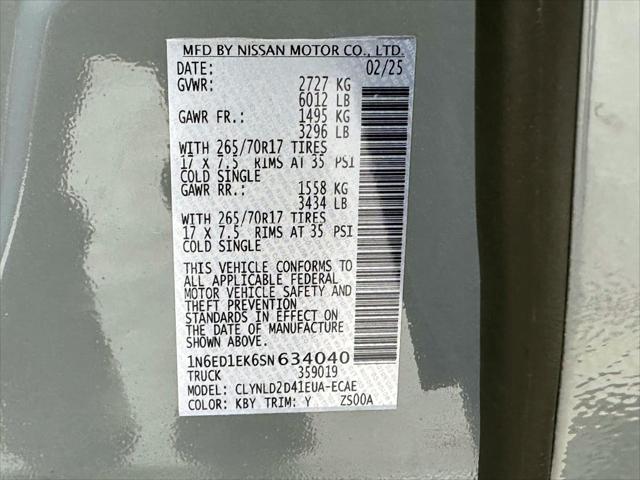 MFD BY NISSAN MOTOR CO., LTD.
DATE: 02/25
GVWR: 2727 KG
6012 LB
GAWR FR.: 1495 KG
3296 LB
WITH 265/70R17 TIRES
17 X 7.5 RIMS AT 35 PSI
COLD SINGLE
GAWR RR.: 1558 KG
3434 LB
WITH 265/70R17 TIRES
17 X 7.5 RIMS AT 35 PSI
COLD SINGLE
THIS VEHICLE CONFORMS TO
ALL APPLICABLE FEDERAL
MOTOR VEHICLE SAFETY AND
THEFT PREVENTION
STANDARDS IN EFFECT ON
THE DATE OF MANUFACTURE
SHOWN ABOVE.
1N6ED1EK6SN634040
TRUCK 359019
MODEL: CLYNLD2D41EUA-ECAE
COLOR: KBY TRIM: Y ZS00A